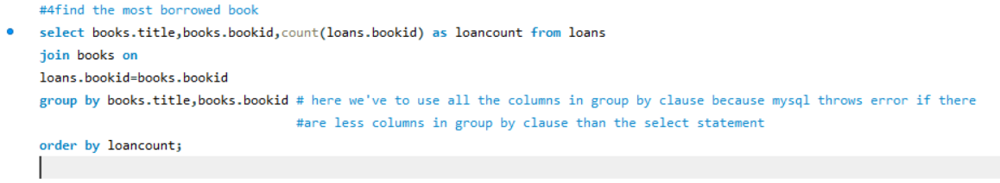 #4find the most borrowed book
select books.title,books.bookid,count(loans.bookid) as loancount from loans
join books on
loans.bookid=books.bookid
group by books.title,books.bookid # here we've to use all the columns in group by clause because mysql throws error if there
#are less columns in group by clause than the select statement
order by loancount;